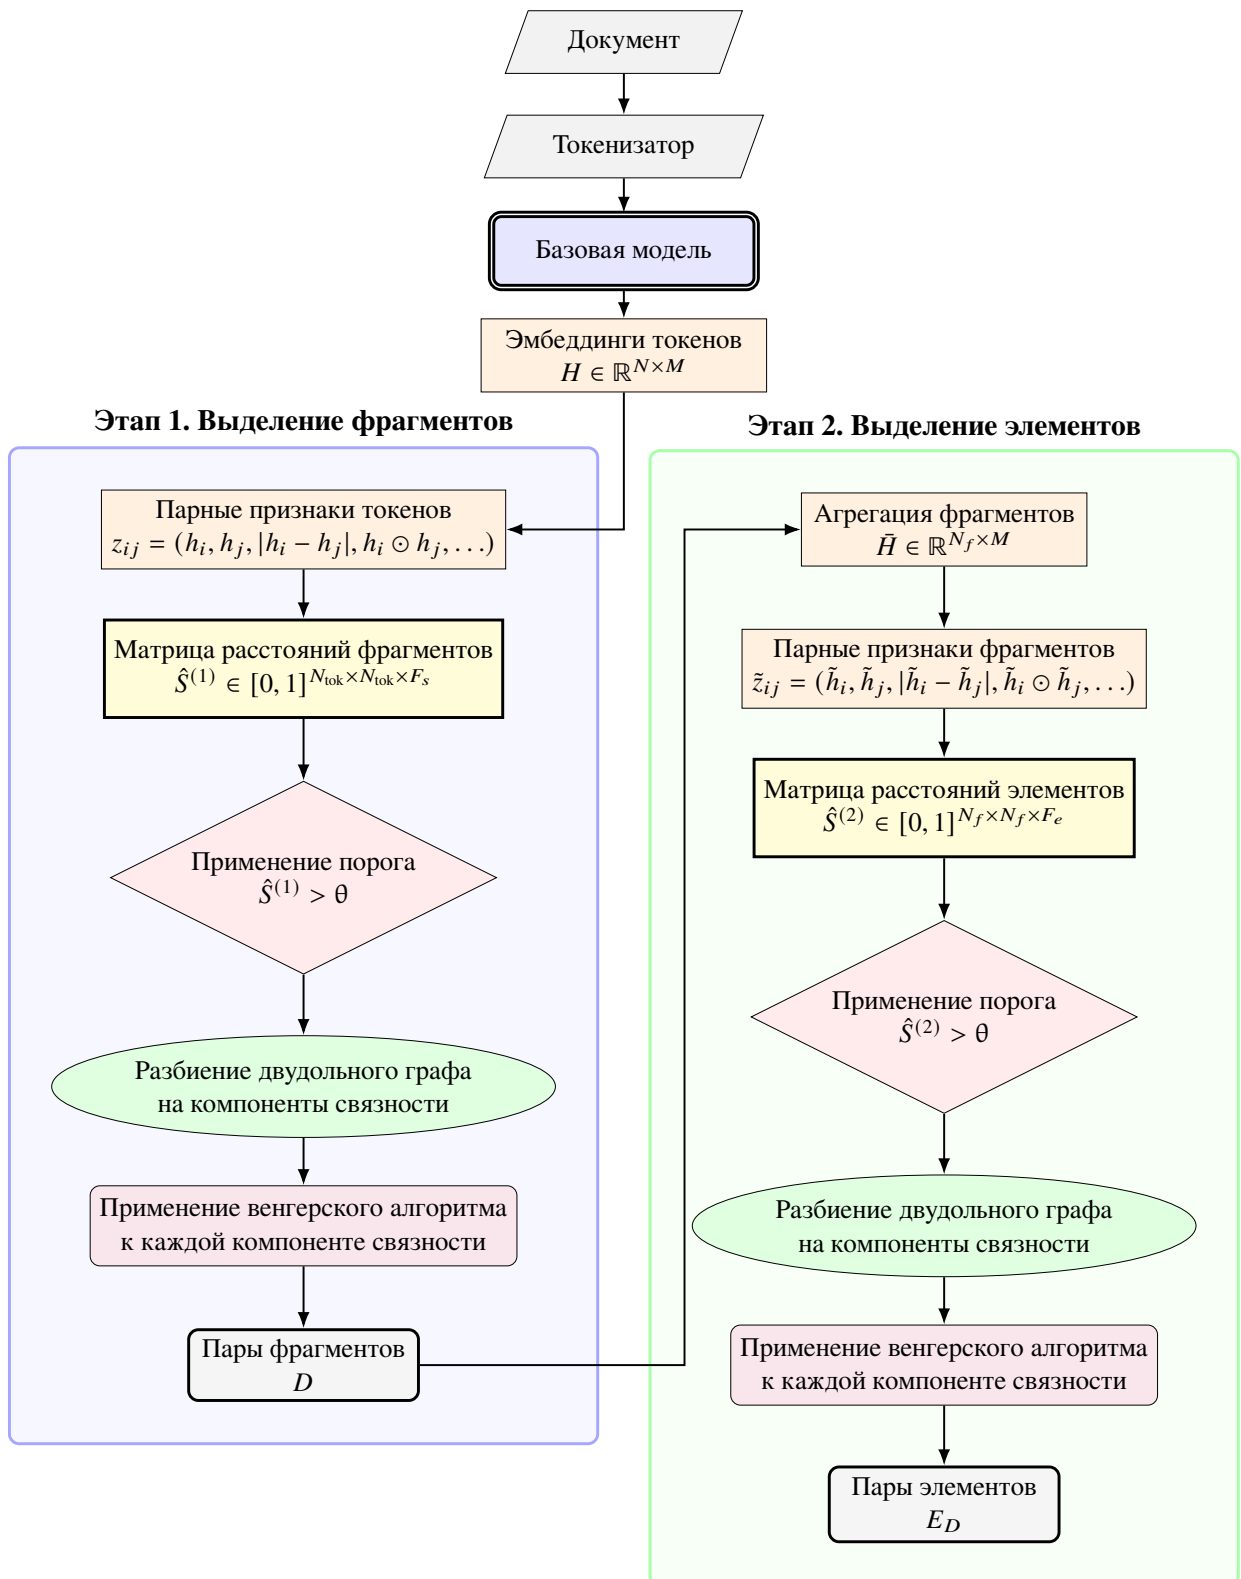 Документ
Токенизатор
Базовая модель
Эмбеддинги токенов
H ∈ ℝ^{N×M}
Этап 1. Выделение фрагментов
Парные признаки токенов
z_{ij} = (h_i, h_j, |h_i − h_j|, h_i ⊙ h_j, …)
Матрица расстояний фрагментов
Ŝ^{(1)} ∈ [0, 1]^{N_{tok}×N_{tok}×F_s}
Применение порога
Ŝ^{(1)} > θ
Разбиение двудольного графа
на компоненты связности
Применение венгерского алгоритма
к каждой компоненте связности
Пары фрагментов
D
Этап 2. Выделение элементов
Агрегация фрагментов
H̄ ∈ ℝ^{N_f×M}
Парные признаки фрагментов
z̃_{ij} = (h̃_i, h̃_j, |h̃_i − h̃_j|, h̃_i ⊙ h̃_j, …)
Матрица расстояний элементов
Ŝ^{(2)} ∈ [0, 1]^{N_f×N_f×F_e}
Применение порога
Ŝ^{(2)} > θ
Разбиение двудольного графа
на компоненты связности
Применение венгерского алгоритма
к каждой компоненте связности
Пары элементов
E_D